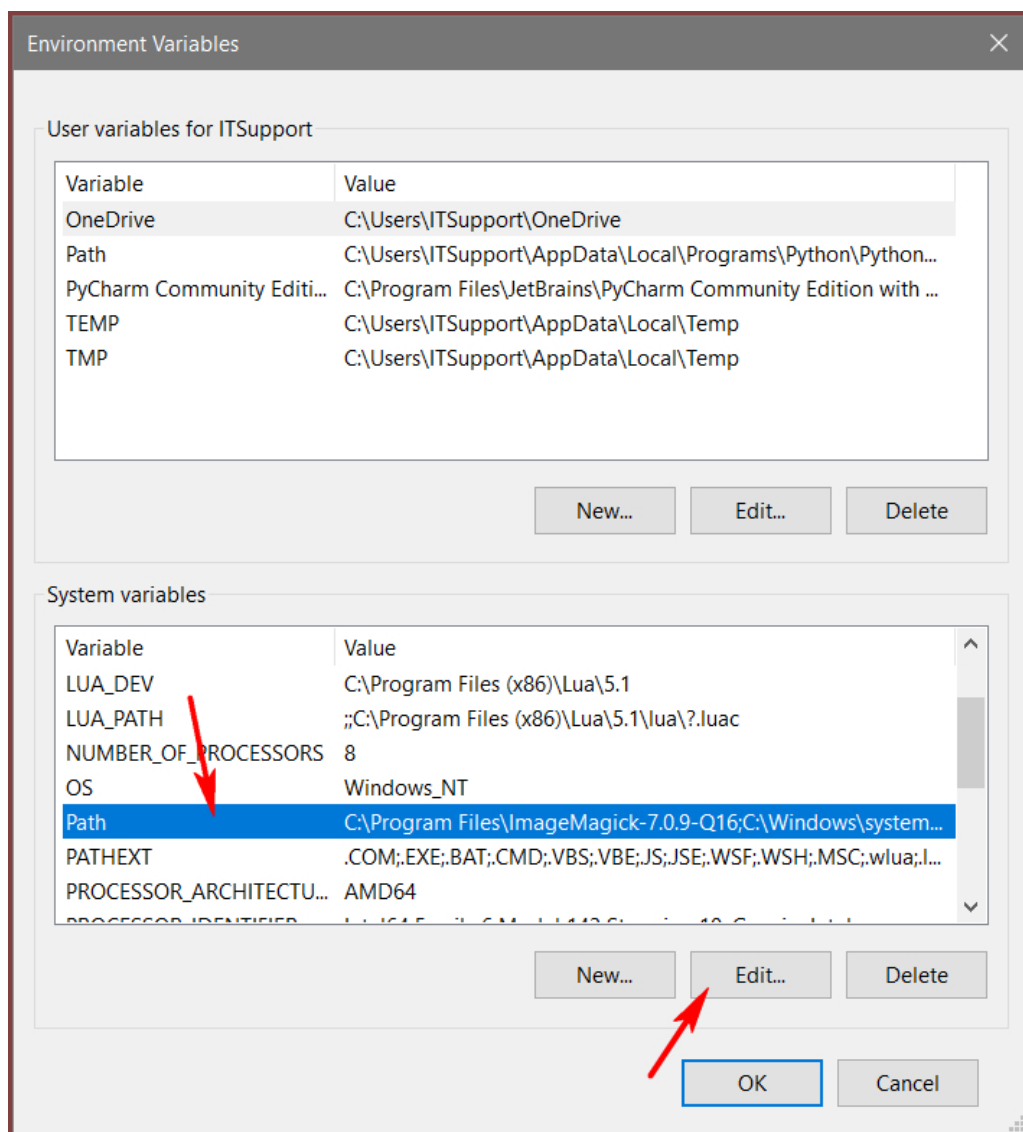 Environment Variables
User variables for ITSupport
Variable Value
OneDrive C:\Users\ITSupport\OneDrive
Path C:\Users\ITSupport\AppData\Local\Programs\Python\Python...
PyCharm Community Editi... C:\Program Files\JetBrains\PyCharm Community Edition with ...
TEMP C:\Users\ITSupport\AppData\Local\Temp
TMP C:\Users\ITSupport\AppData\Local\Temp
New... Edit... Delete
System variables
Variable Value
LUA_DEV C:\Program Files (x86)\Lua\5.1
LUA_PATH ;;C:\Program Files (x86)\Lua\5.1\lua\?.luac
NUMBER_OF_PROCESSORS 8
OS Windows_NT
Path C:\Program Files\ImageMagick-7.0.9-Q16;C:\Windows\system...
PATHEXT .COM;.EXE;.BAT;.CMD;.VBS;.VBE;.JS;.JSE;.WSF;.WSH;.MSC;.wlua;.l...
PROCESSOR_ARCHITECTU... AMD64
New... Edit... Delete
OK Cancel